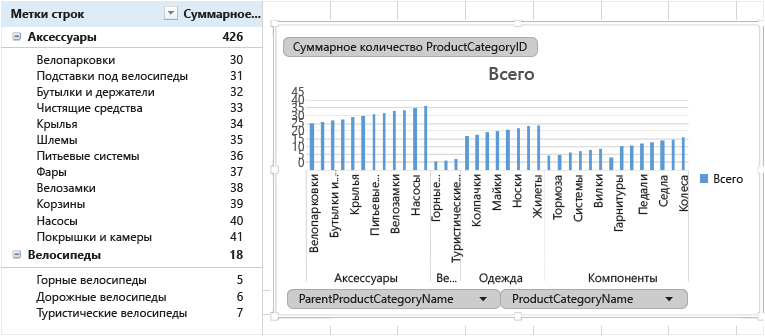 Метки строк Суммарное...
Аксессуары 426
Велопарковки 30
Подставки под велосипеды 31
Бутылки и держатели 32
Чистящие средства 33
Крылья 34
Шлемы 35
Питьевые системы 36
Фары 37
Велозамки 38
Корзины 39
Насосы 40
Покрышки и камеры 41
Велосипеды 18
Горные велосипеды 5
Дорожные велосипеды 6
Туристические велосипеды 7
Суммарное количество ProductCategoryID
Всего
45
40
35
30
25
20
15
10
5
0
Велопарковки
Бутылки и...
Крылья
Питьевые...
Велозамки
Насосы
Горные...
Туристические...
Колпачки
Майки
Носки
Жилеты
Тормоза
Системы
Вилки
Гарнитуры
Педали
Седла
Колеса
Аксессуары Ве... Одежда Компоненты
Всего
ParentProductCategoryName ProductCategoryName